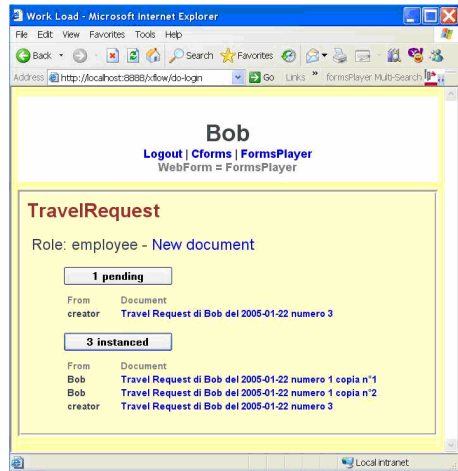 Work Load - Microsoft Internet Explorer
File Edit View Favorites Tools Help
Back Search Favorites
Address http://localhost:8888/xflow/do-login Go Links » formsPlayer Multi-Search
Bob
Logout | Cforms | FormsPlayer
WebForm = FormsPlayer
TravelRequest
Role: employee - New document
1 pending
From Document
creator Travel Request di Bob del 2005-01-22 numero 3
3 instanced
From Document
Bob Travel Request di Bob del 2005-01-22 numero 1 copia n°1
Bob Travel Request di Bob del 2005-01-22 numero 1 copia n°2
creator Travel Request di Bob del 2005-01-22 numero 3
Local intranet